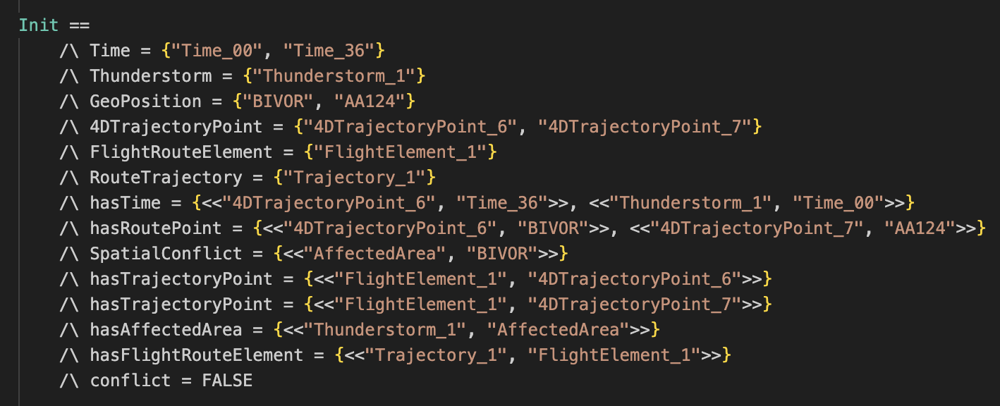 Init ==
/\ Time = {"Time_00", "Time_36"}
/\ Thunderstorm = {"Thunderstorm_1"}
/\ GeoPosition = {"BIVOR", "AA124"}
/\ 4DTrajectoryPoint = {"4DTrajectoryPoint_6", "4DTrajectoryPoint_7"}
/\ FlightRouteElement = {"FlightElement_1"}
/\ RouteTrajectory = {"Trajectory_1"}
/\ hasTime = {<<"4DTrajectoryPoint_6", "Time_36">>, <<"Thunderstorm_1", "Time_00">>}
/\ hasRoutePoint = {<<"4DTrajectoryPoint_6", "BIVOR">>, <<"4DTrajectoryPoint_7", "AA124">>}
/\ SpatialConflict = {<<"AffectedArea", "BIVOR">>}
/\ hasTrajectoryPoint = {<<"FlightElement_1", "4DTrajectoryPoint_6">>}
/\ hasTrajectoryPoint = {<<"FlightElement_1", "4DTrajectoryPoint_7">>}
/\ hasAffectedArea = {<<"Thunderstorm_1", "AffectedArea">>}
/\ hasFlightRouteElement = {<<"Trajectory_1", "FlightElement_1">>}
/\ conflict = FALSE